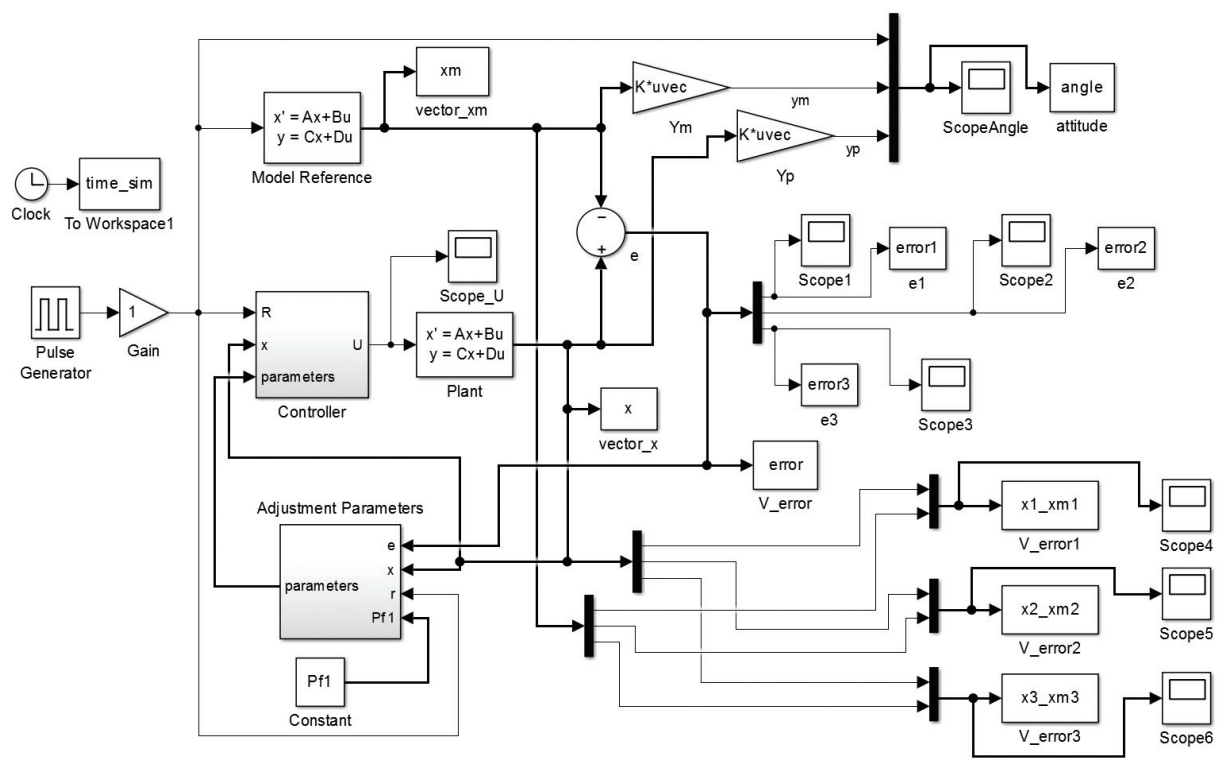 xm
vector_xm
x' = Ax+Bu
y = Cx+Du
Model Reference
K*uvec
Ym
ym
K*uvec
Yp
yp
ScopeAngle
angle
attitude
Clock
time_sim
To Workspace1
−
+
e
Scope_U
Scope1
error1
e1
Scope2
error2
e2
Pulse
Generator
1
Gain
R
x
parameters
U
Controller
x' = Ax+Bu
y = Cx+Du
Plant
x
vector_x
error3
e3
Scope3
error
V_error
Adjustment Parameters
e
x
r
Pf1
parameters
Pf1
Constant
x1_xm1
V_error1
Scope4
x2_xm2
V_error2
Scope5
x3_xm3
V_error3
Scope6